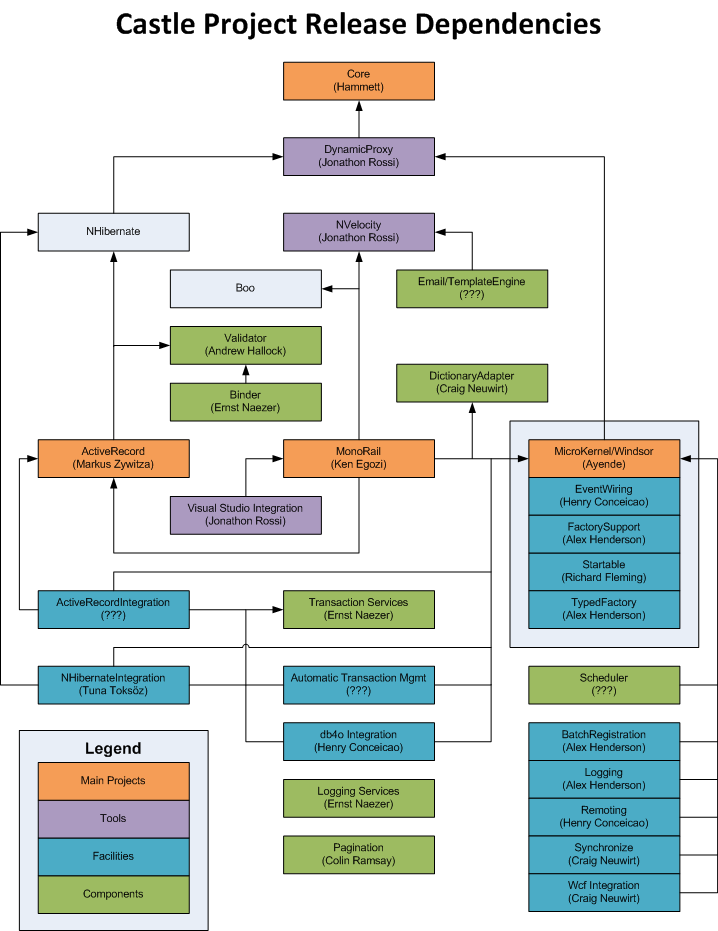 Castle Project Release Dependencies
Core
(Hammett)
DynamicProxy
(Jonathon Rossi)
NHibernate
NVelocity
(Jonathon Rossi)
Boo
Email/TemplateEngine
(???)
Validator
(Andrew Hallock)
Binder
(Ernst Naezer)
DictionaryAdapter
(Craig Neuwirt)
ActiveRecord
(Markus Zywitza)
MonoRail
(Ken Egozi)
MicroKernel/Windsor
(Ayende)
EventWiring
(Henry Conceicao)
Visual Studio Integration
(Jonathon Rossi)
FactorySupport
(Alex Henderson)
Startable
(Richard Fleming)
TypedFactory
(Alex Henderson)
ActiveRecordIntegration
(???)
Transaction Services
(Ernst Naezer)
NHibernateIntegration
(Tuna Toksöz)
Automatic Transaction Mgmt
(???)
Scheduler
(???)
db4o Integration
(Henry Conceicao)
BatchRegistration
(Alex Henderson)
Logging
(Alex Henderson)
Remoting
(Henry Conceicao)
Synchronize
(Craig Neuwirt)
Wcf Integration
(Craig Neuwirt)
Logging Services
(Ernst Naezer)
Pagination
(Colin Ramsay)
Legend
Main Projects
Tools
Facilities
Components